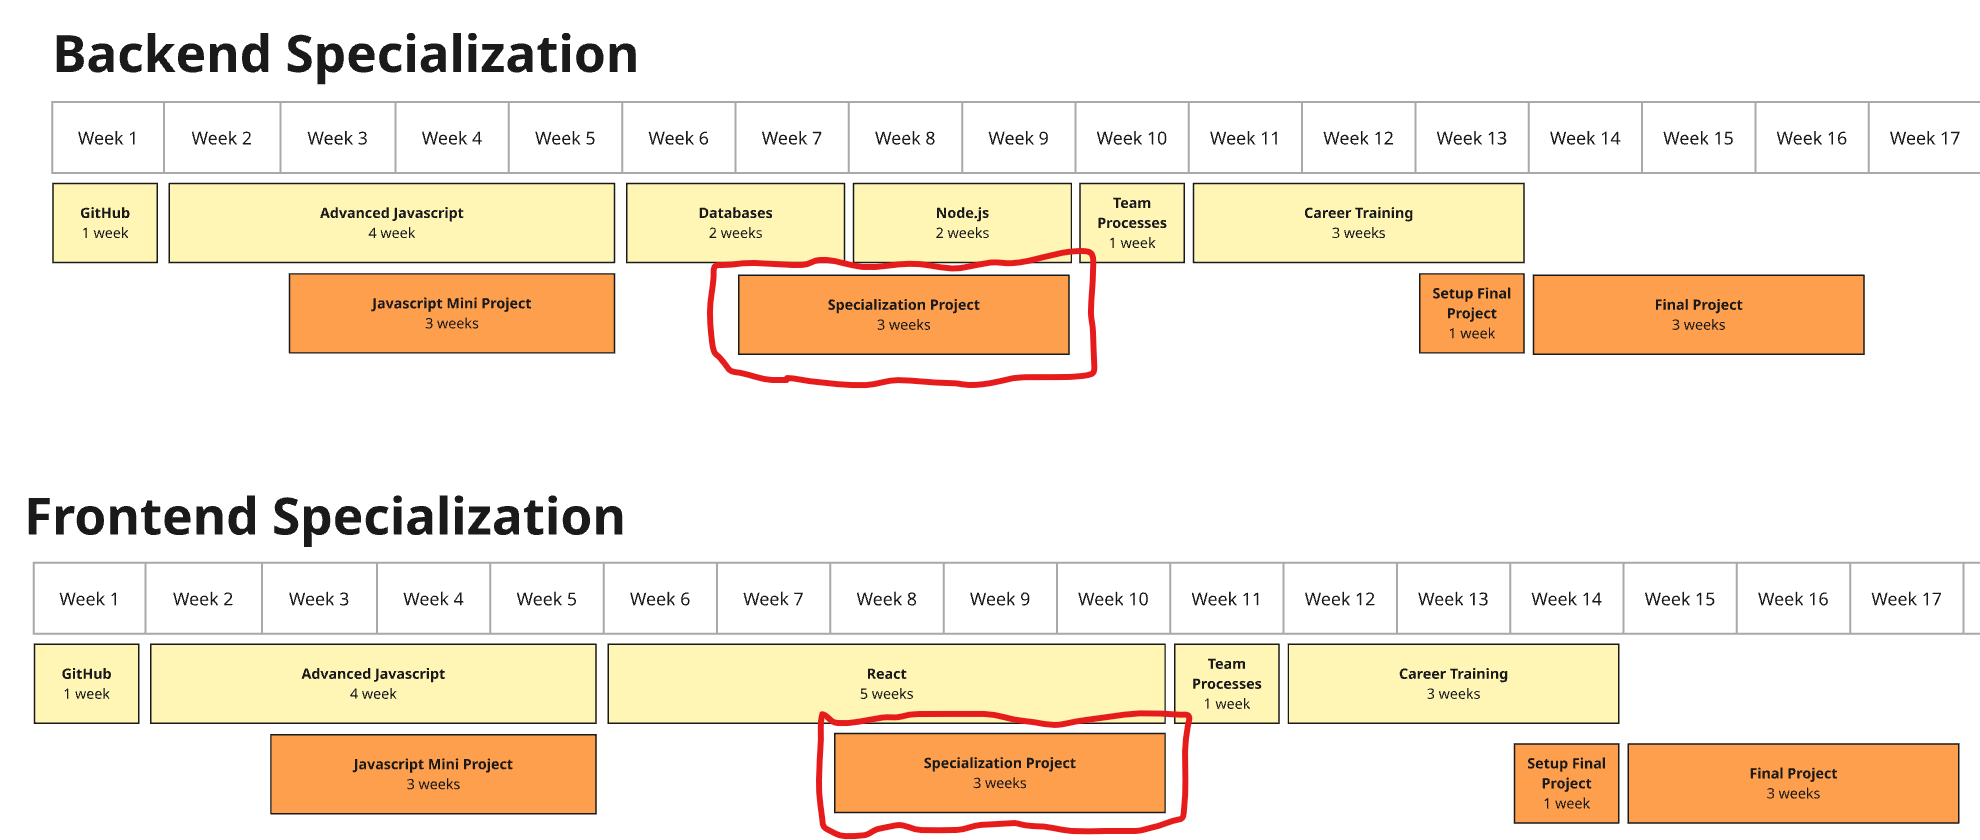 Backend Specialization
Week 1 Week 2 Week 3 Week 4 Week 5 Week 6 Week 7 Week 8 Week 9 Week 10 Week 11 Week 12 Week 13 Week 14 Week 15 Week 16 Week 17
GitHub
1 week
Advanced Javascript
4 week
Databases
2 weeks
Node.js
2 weeks
Team
Processes
1 week
Career Training
3 weeks
Javascript Mini Project
3 weeks
Specialization Project
3 weeks
Setup Final
Project
1 week
Final Project
3 weeks
Frontend Specialization
Week 1 Week 2 Week 3 Week 4 Week 5 Week 6 Week 7 Week 8 Week 9 Week 10 Week 11 Week 12 Week 13 Week 14 Week 15 Week 16 Week 17
GitHub
1 week
Advanced Javascript
4 week
React
5 weeks
Team
Processes
1 week
Career Training
3 weeks
Javascript Mini Project
3 weeks
Specialization Project
3 weeks
Setup Final
Project
1 week
Final Project
3 weeks